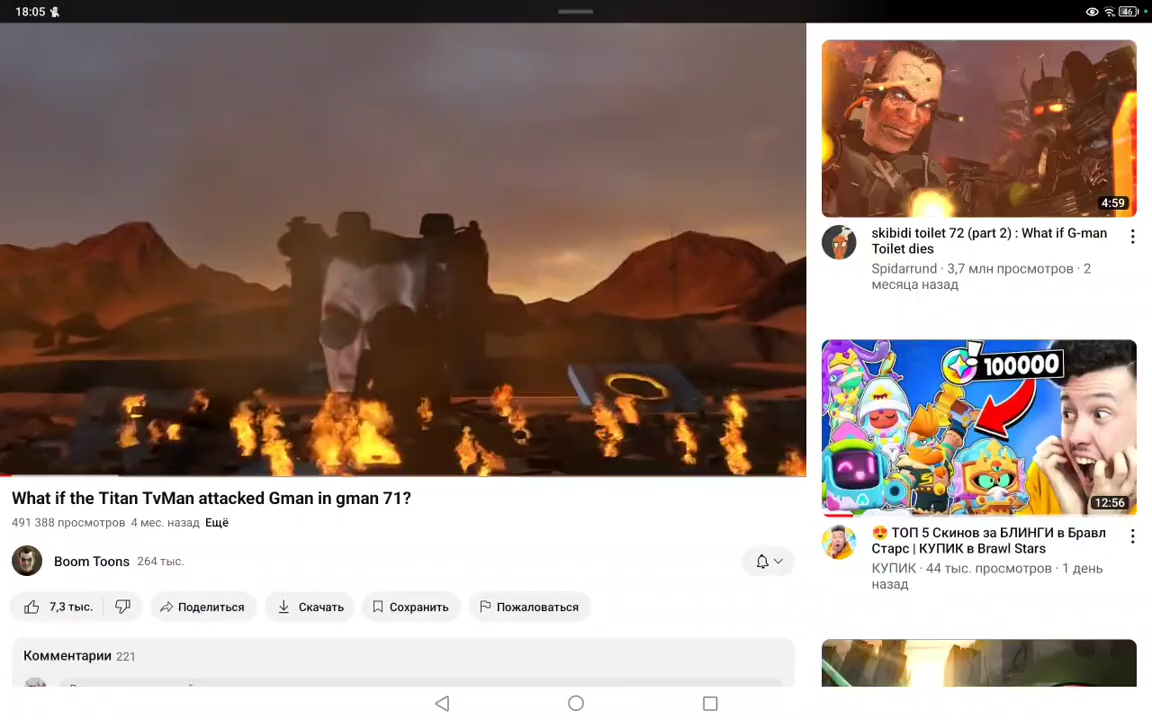 18:05
46
4:59
skibidi toilet 72 (part 2) : What if G-man
Toilet dies
Spidarrund · 3,7 млн просмотров · 2
месяца назад
100000
12:56
😍 ТОП 5 Скинов за БЛИНГИ в Бравл
Старс | КУПИК в Brawl Stars
КУПИК · 44 тыс. просмотров · 1 день
назад
What if the Titan TvMan attacked Gman in gman 71?
491 388 просмотров 4 мес. назад Ещё
Boom Toons 264 тыс.
7,3 тыс.
Поделиться
Скачать
Сохранить
Пожаловаться
Комментарии 221